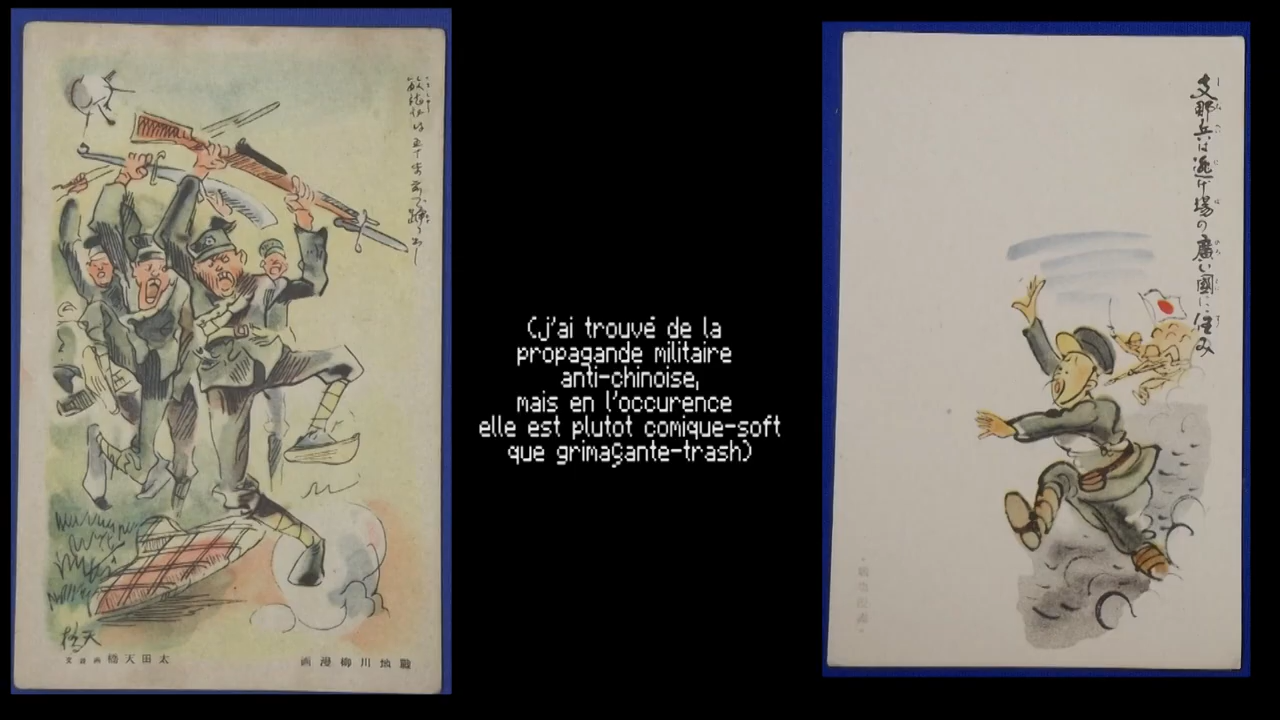 戰地川柳漫画
太田天橋画
(j'ai trouvé de la
propagande militaire
anti-chinoise,
mais en l'occurence
elle est plutot comique-soft
que grimaçante-trash)
支那兵は逃げ場の廣い國に住み